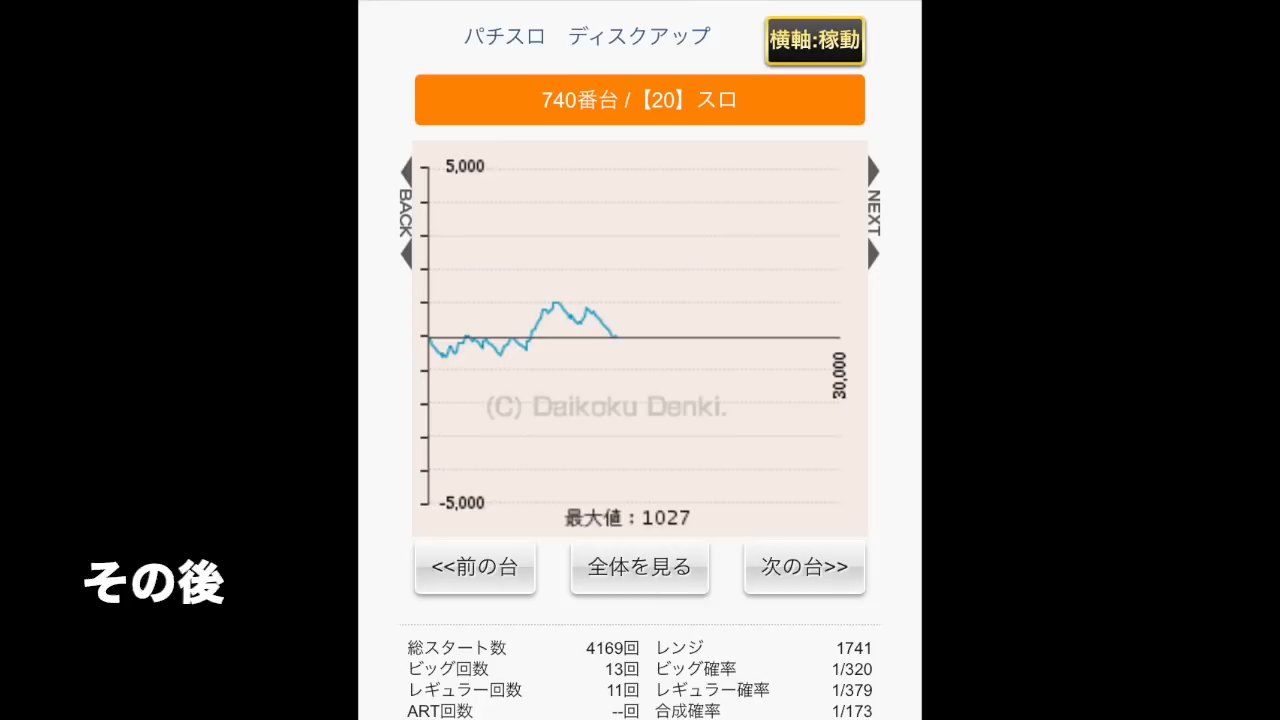 パチスロ ディスクアップ
横軸:稼動
740番台 /【20】スロ
BACK
NEXT
5,000
30,000
(C) Daikoku Denki.
-5,000
最大値：1027
<<前の台 全体を見る 次の台>>
その後
総スタート数 4169回 レンジ 1741
ビッグ回数 13回 ビッグ確率 1/320
レギュラー回数 11回 レギュラー確率 1/379
ART回数 --回 合成確率 1/173